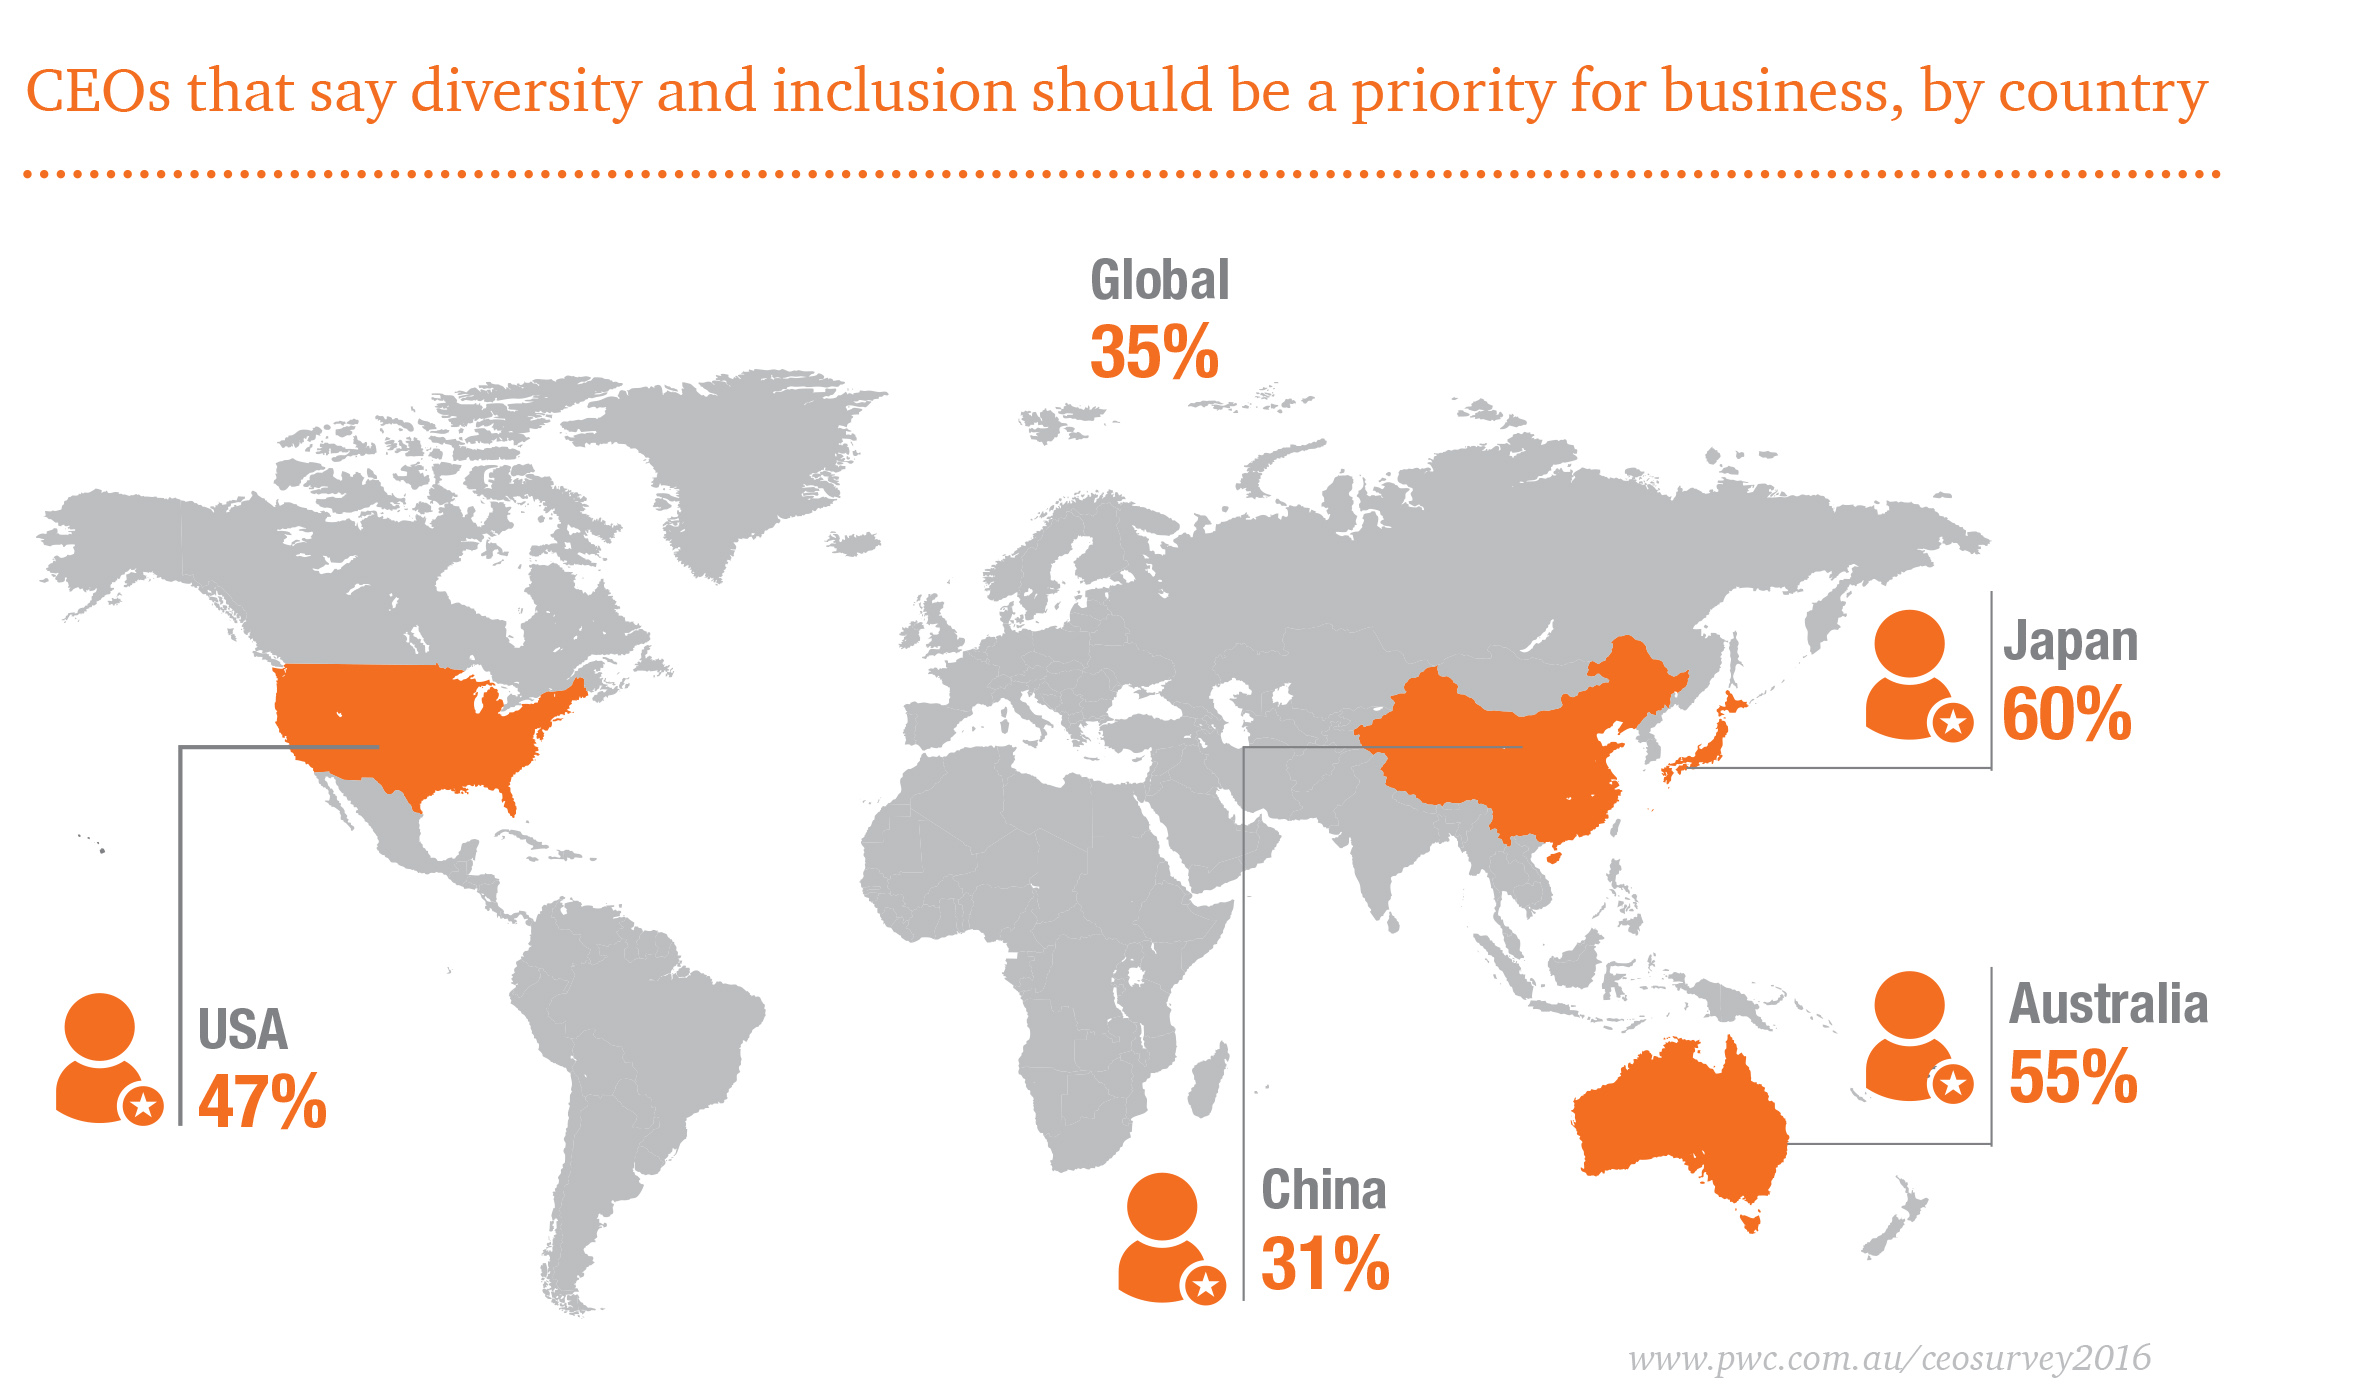 CEOs that say diversity and inclusion should be a priority for business, by country
Global
35%
Japan
60%
USA
47%
Australia
55%
China
31%
www.pwc.com.au/ceosurvey2016